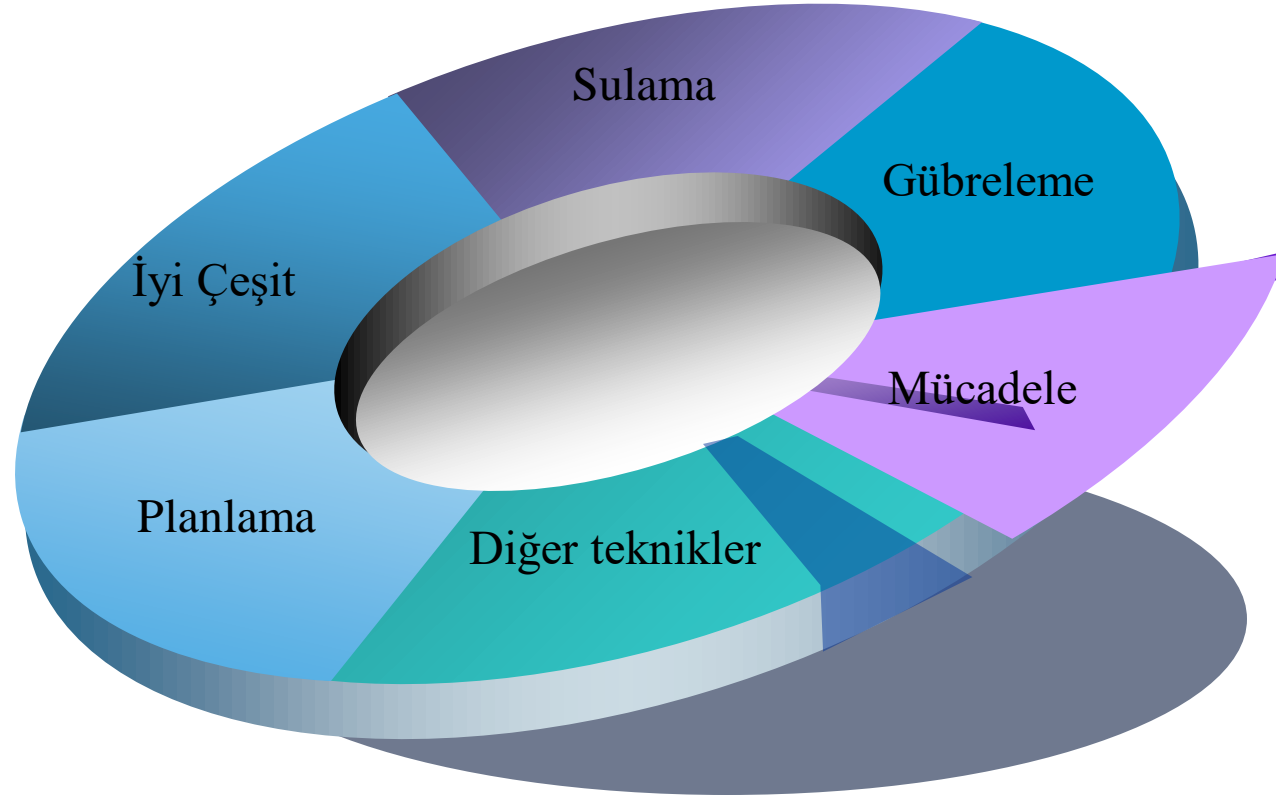 Sulama
Gübreleme
İyi Çeşit
Mücadele
Planlama
Diğer teknikler